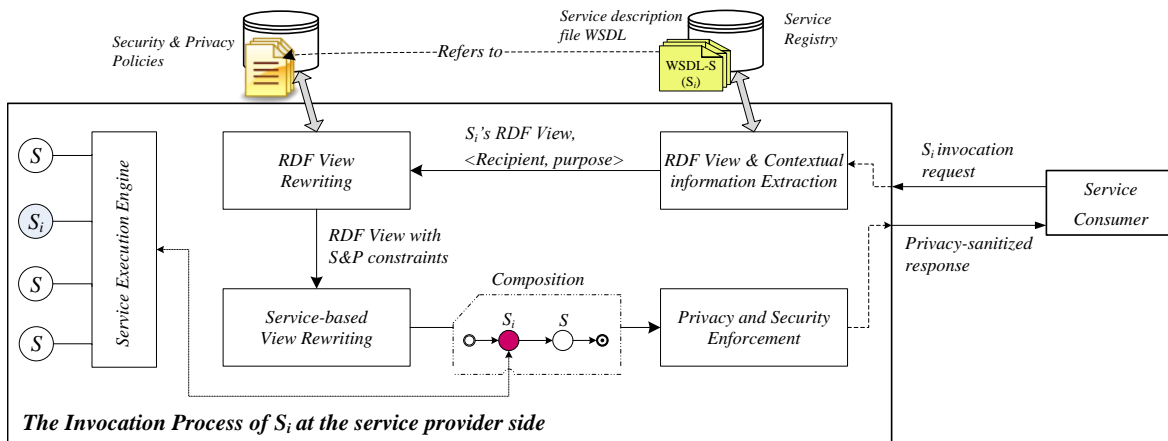 Security & Privacy
Policies
Refers to
Service description
file WSDL
Service
Registry
WSDL-S
(Si)
S
Si
S
S
Service Execution Engine
RDF View
Rewriting
Si's RDF View,
<Recipient, purpose>
RDF View & Contextual
information Extraction
Si invocation
request
Service
Consumer
Privacy-sanitized
response
RDF View with
S&P constraints
Service-based
View Rewriting
Composition
Si
S
Privacy and Security
Enforcement
The Invocation Process of Si at the service provider side